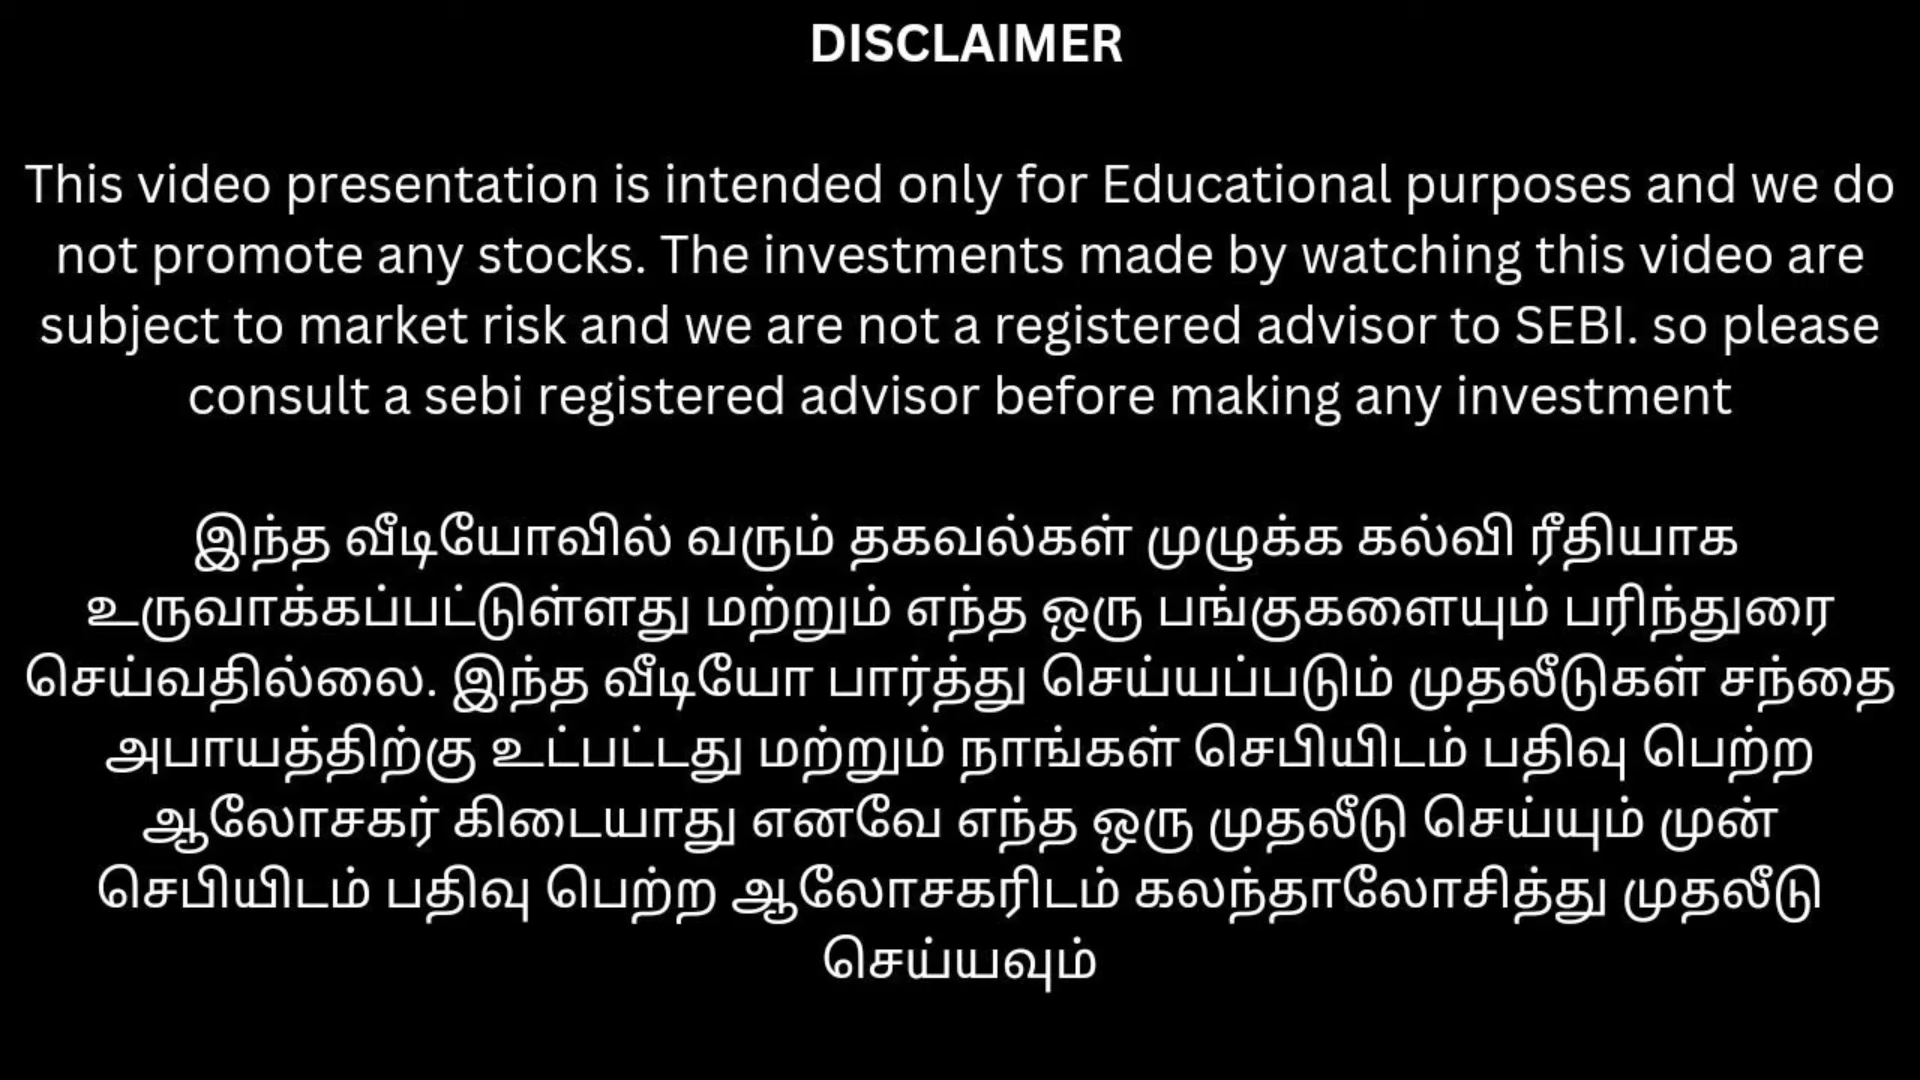 DISCLAIMER
This video presentation is intended only for Educational purposes and we do
not promote any stocks. The investments made by watching this video are
subject to market risk and we are not a registered advisor to SEBI. so please
consult a sebi registered advisor before making any investment
இந்த வீடியோவில் வரும் தகவல்கள் முழுக்க கல்வி ரீதியாக
உருவாக்கப்பட்டுள்ளது மற்றும் எந்த ஒரு பங்குகளையும் பரிந்துரை
செய்வதில்லை. இந்த வீடியோ பார்த்து செய்யப்படும் முதலீடுகள் சந்தை
அபாயத்திற்கு உட்பட்டது மற்றும் நாங்கள் செபியிடம் பதிவு பெற்ற
ஆலோசகர் கிடையாது எனவே எந்த ஒரு முதலீடு செய்யும் முன்
செபியிடம் பதிவு பெற்ற ஆலோசகரிடம் கலந்தாலோசித்து முதலீடு
செய்யவும்